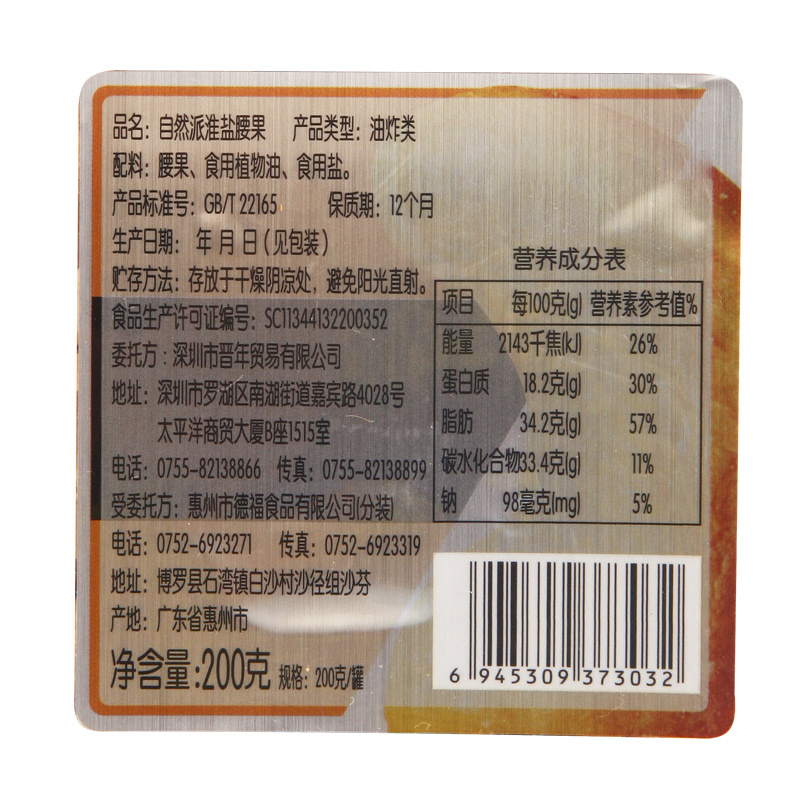 品名：自然派淮盐腰果 产品类型：油炸类
配料：腰果、食用植物油、食用盐。
产品标准号：GB/T 22165 保质期：12个月
生产日期： 年 月 日（见包装）
贮存方法：存放于干燥阴凉处，避免阳光直射。
食品生产许可证编号：SC11344132200352
委托方：深圳市晋年贸易有限公司
地址：深圳市罗湖区南湖街道嘉宾路4028号
太平洋商贸大厦B座1515室
电话：0755-82138866 传真：0755-82138899
受委托方：惠州市德福食品有限公司(分装)
电话：0752-6923271 传真：0752-6923319
地址：博罗县石湾镇白沙村沙径组沙芬
产地：广东省惠州市
净含量:200克 规格：200克/罐
营养成分表
项目 每100克(g) 营养素参考值%
能量 2143千焦(kJ) 26%
蛋白质 18.2克(g) 30%
脂肪 34.2克(g) 57%
碳水化合物33.4克(g) 11%
钠 98毫克(mg) 5%
6 945309 373032